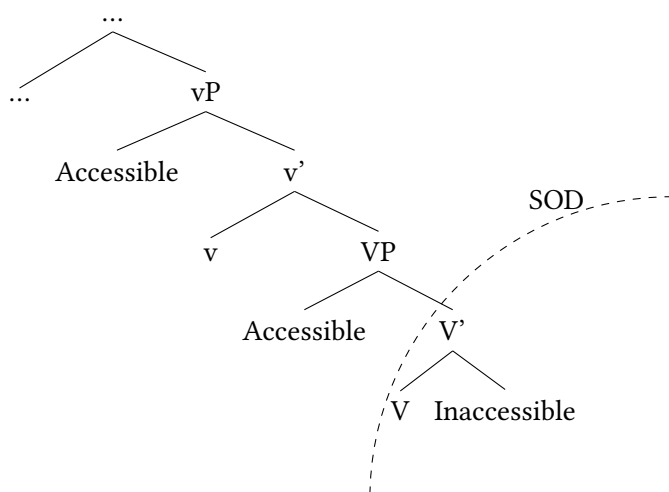 ...
... vP
Accessible v’
SOD
v VP
Accessible V’
V Inaccessible